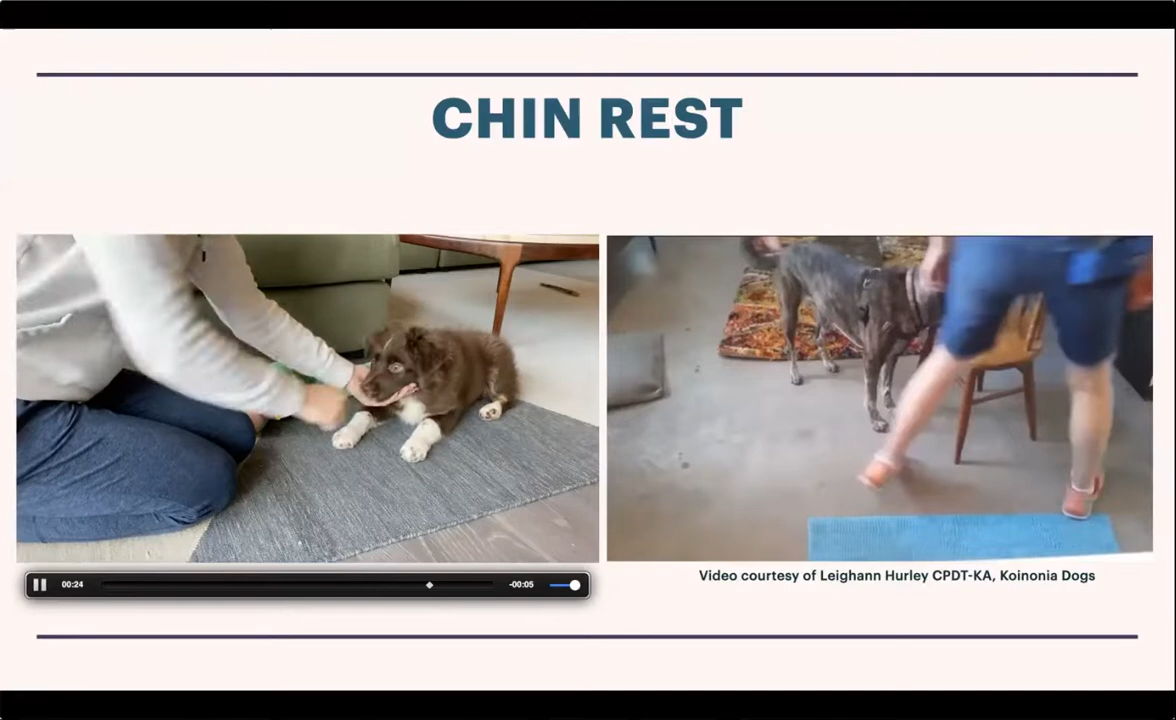 CHIN REST
00:24
-00:05
Video courtesy of Leighann Hurley CPDT-KA, Koinonia Dogs